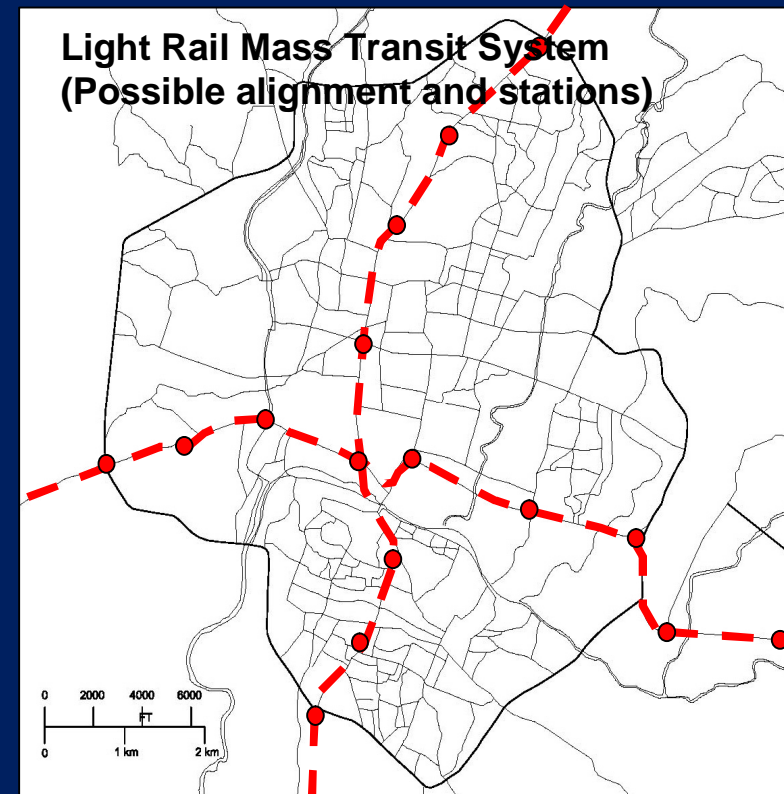 Light Rail Mass Transit System
(Possible alignment and stations)
0 2000 4000 6000
FT
0 1 km 2 km